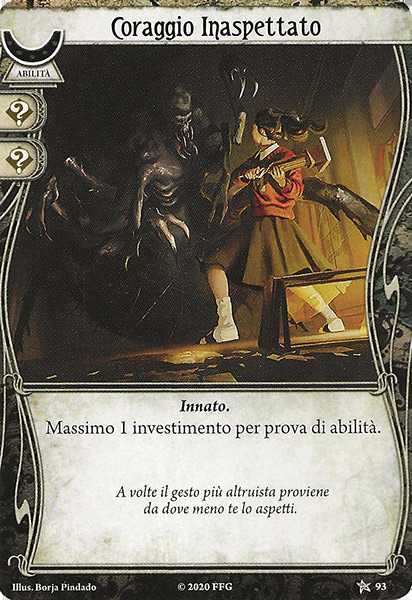 Coraggio Inaspettato
ABILITÀ
?
?
Innato.
Massimo 1 investimento per prova di abilità.
A volte il gesto più altruista proviene
da dove meno te lo aspetti.
Illus. Borja Pindado © 2020 FFG 93